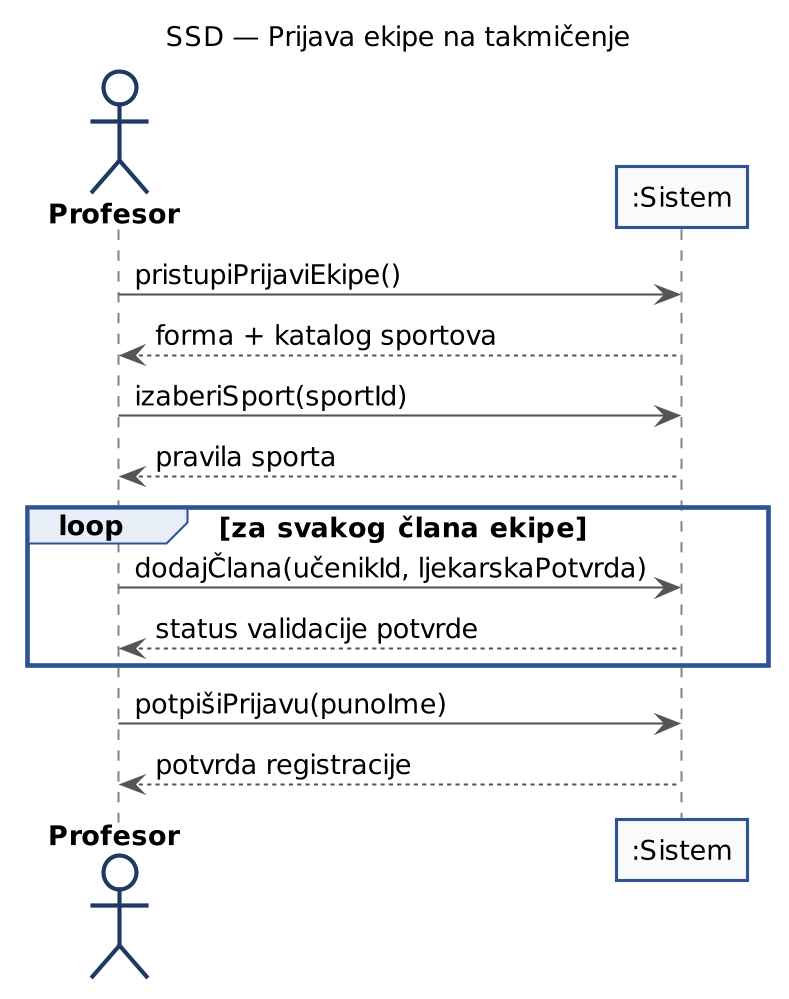 SSD — Prijava ekipe na takmičenje
Profesor
:Sistem
pristupiPrijaviEkipe()
forma + katalog sportova
izaberiSport(sportId)
pravila sporta
loop [za svakog člana ekipe]
dodajČlana(učenikId, ljekarskaPotvrda)
status validacije potvrde
potpišiPrijavu(punoIme)
potvrda registracije
Profesor
:Sistem